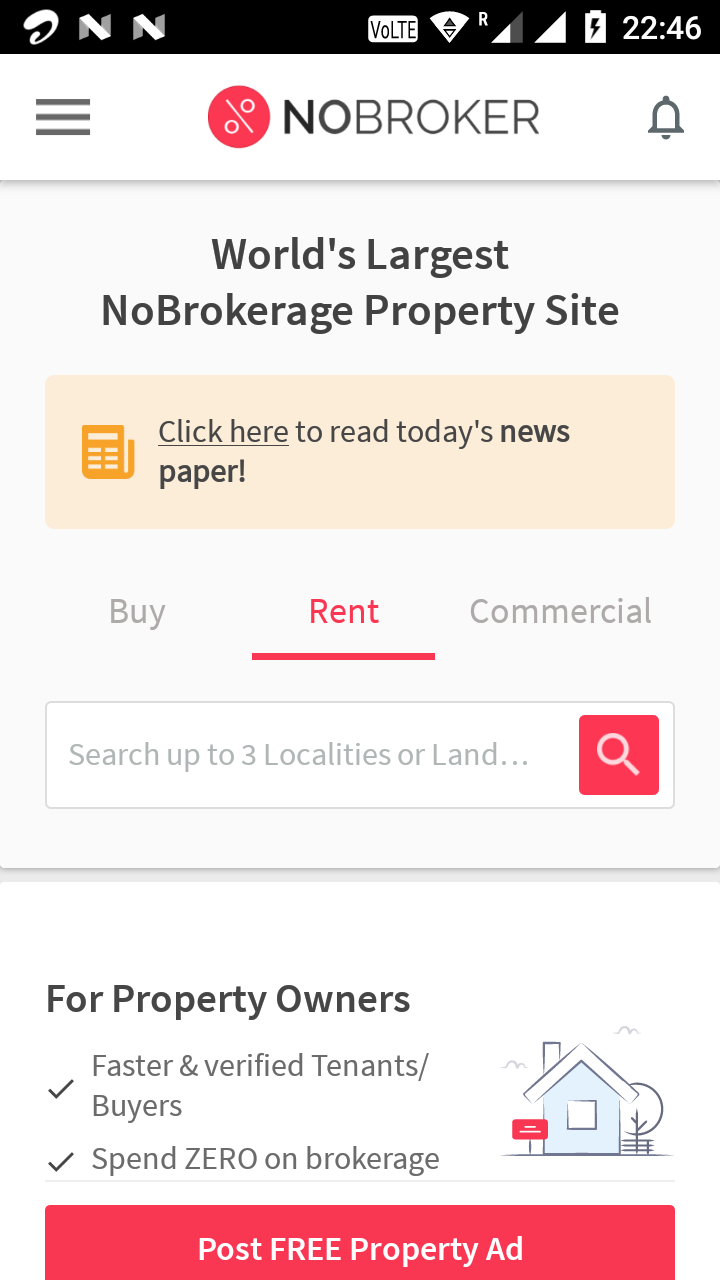 VoLTE R 22:46
NOBROKER
World's Largest
NoBrokerage Property Site
Click here to read today's news
paper!
Buy Rent Commercial
Search up to 3 Localities or Land...
For Property Owners
Faster & verified Tenants/
Buyers
Spend ZERO on brokerage
Post FREE Property Ad